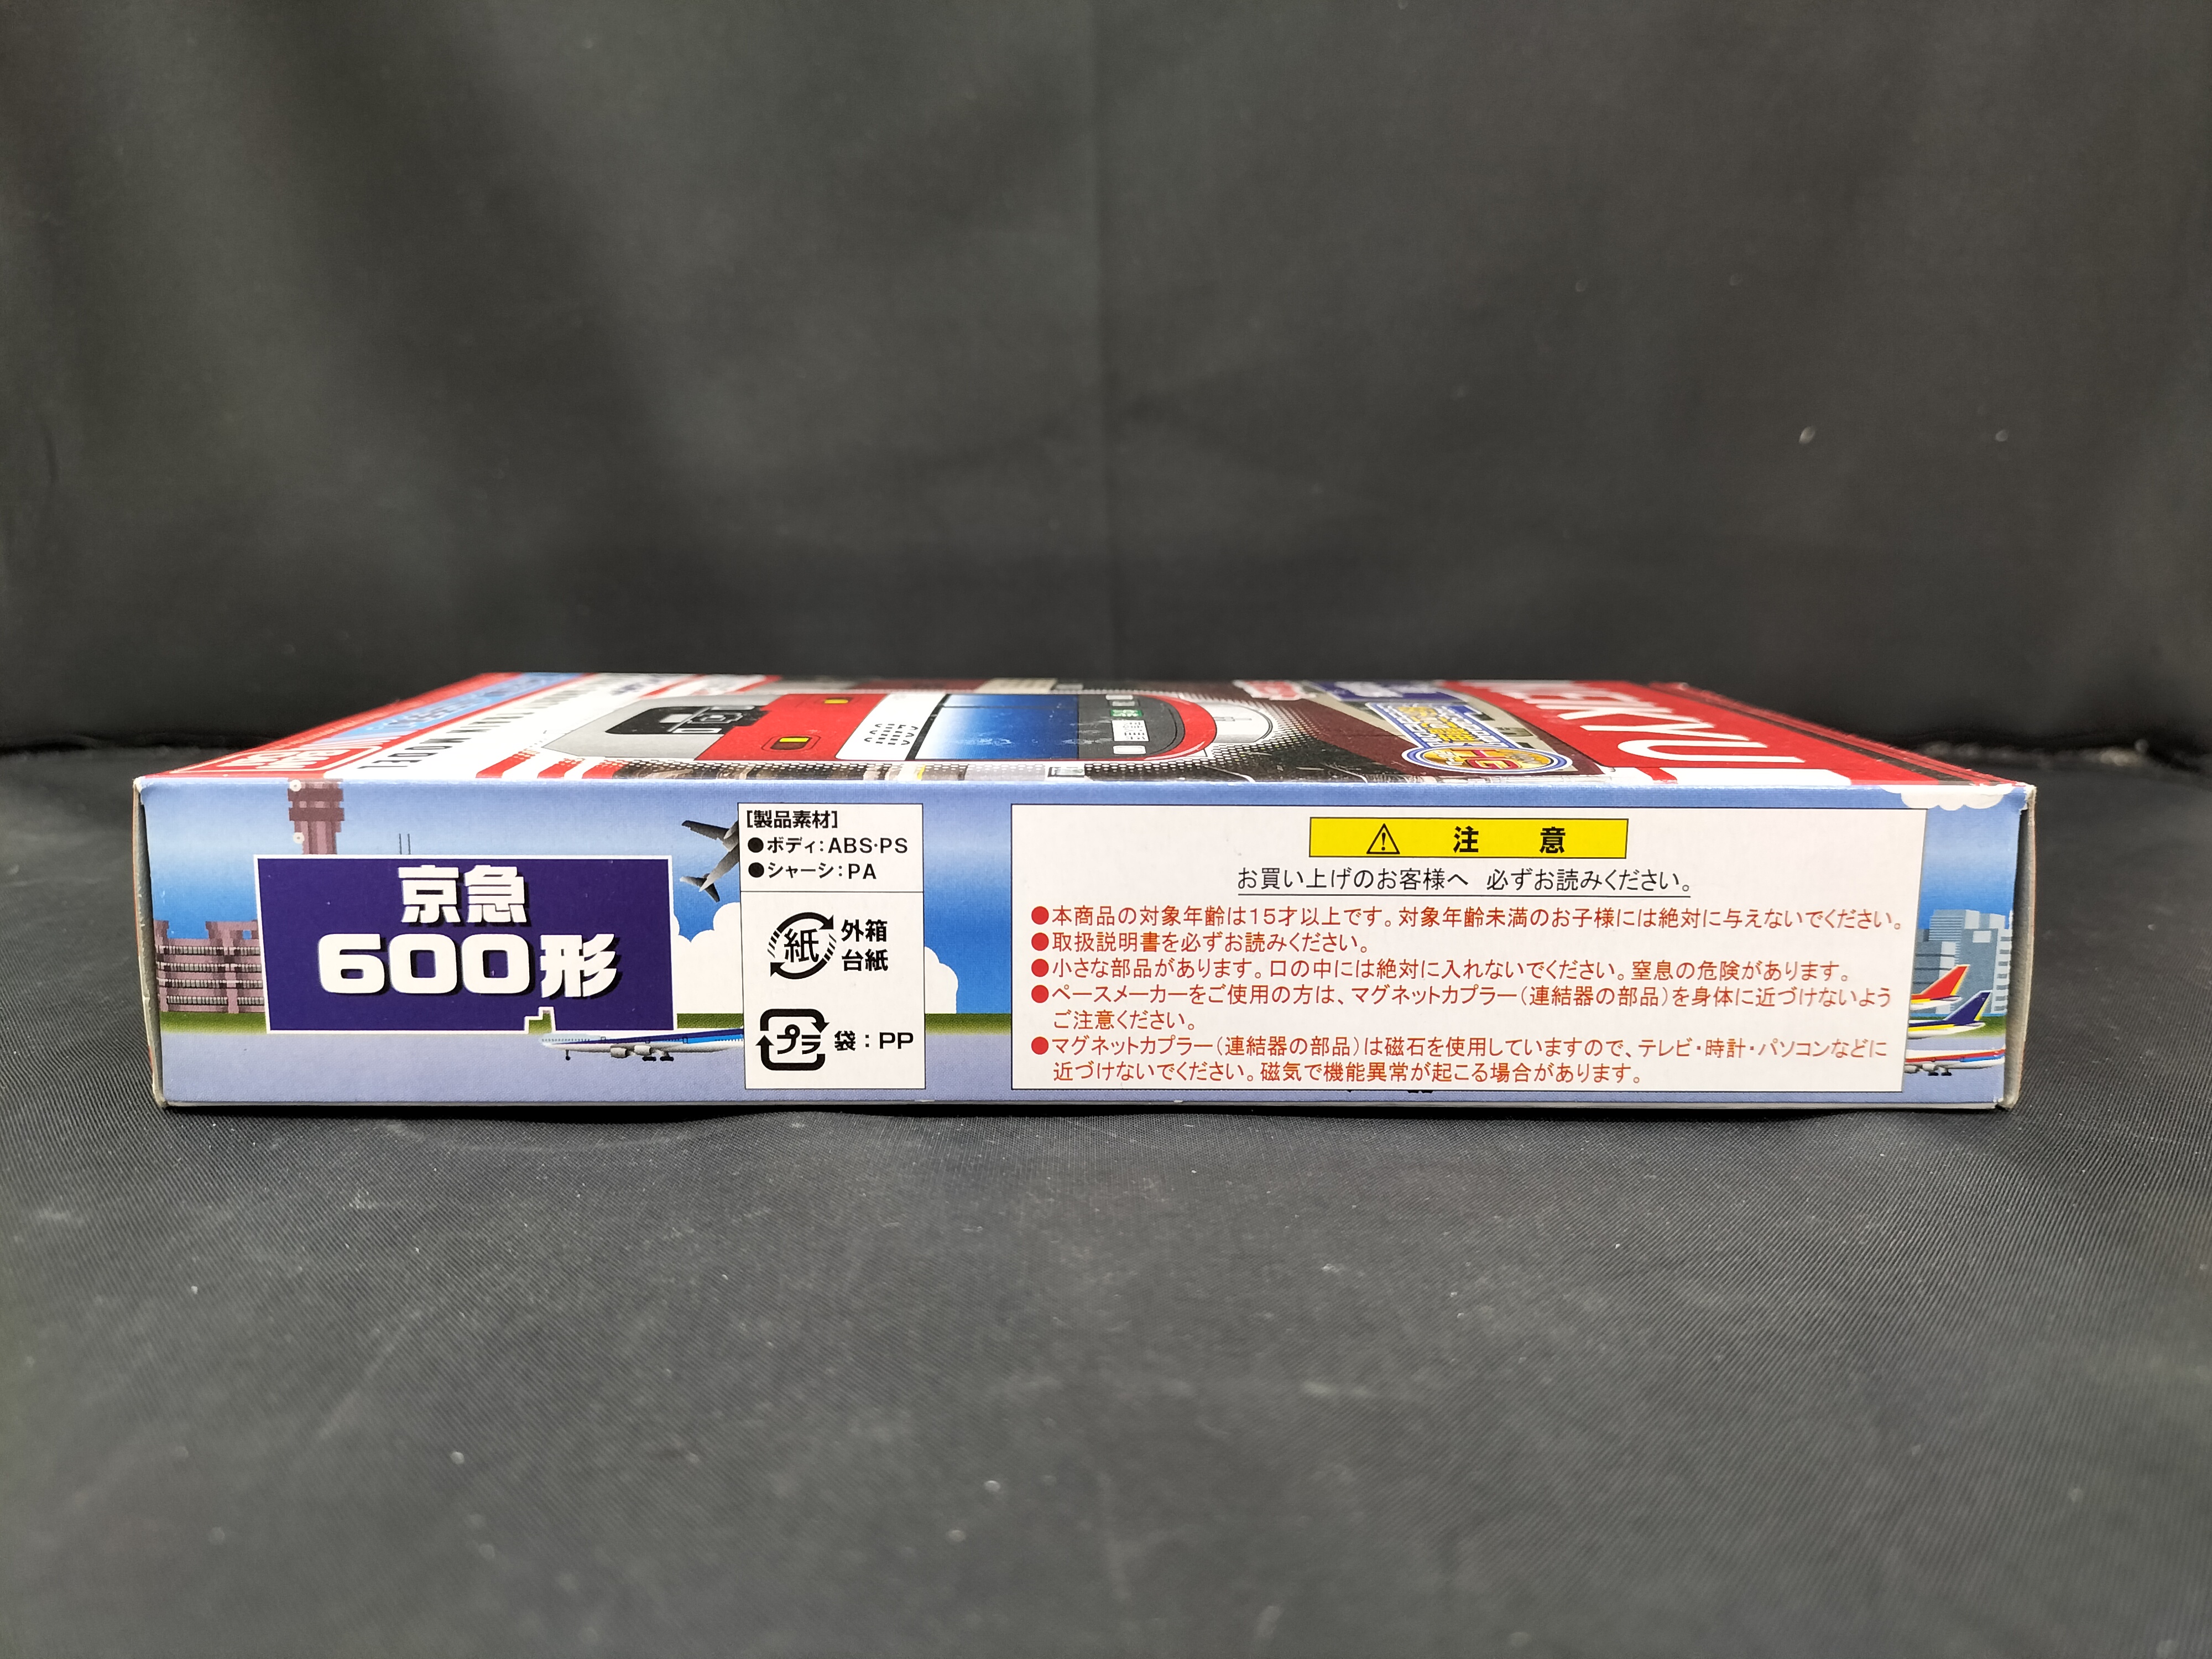 KEIKYU
京急
600形
[製品素材]
●ボディ:ABS・PS
●シャーシ:PA
紙 外箱
台紙
プラ 袋:PP
注 意
お買い上げのお客様へ 必ずお読みください。
●本商品の対象年齢は15才以上です。対象年齢未満のお子様には絶対に与えないでください。
●取扱説明書を必ずお読みください。
●小さな部品があります。口の中には絶対に入れないでください。窒息の危険があります。
●ペースメーカーをご使用の方は、マグネットカプラー(連結器の部品)を身体に近づけないよう
ご注意ください。
●マグネットカプラー(連結器の部品)は磁石を使用していますので、テレビ・時計・パソコンなどに
近づけないでください。磁気で機能異常が起こる場合があります。